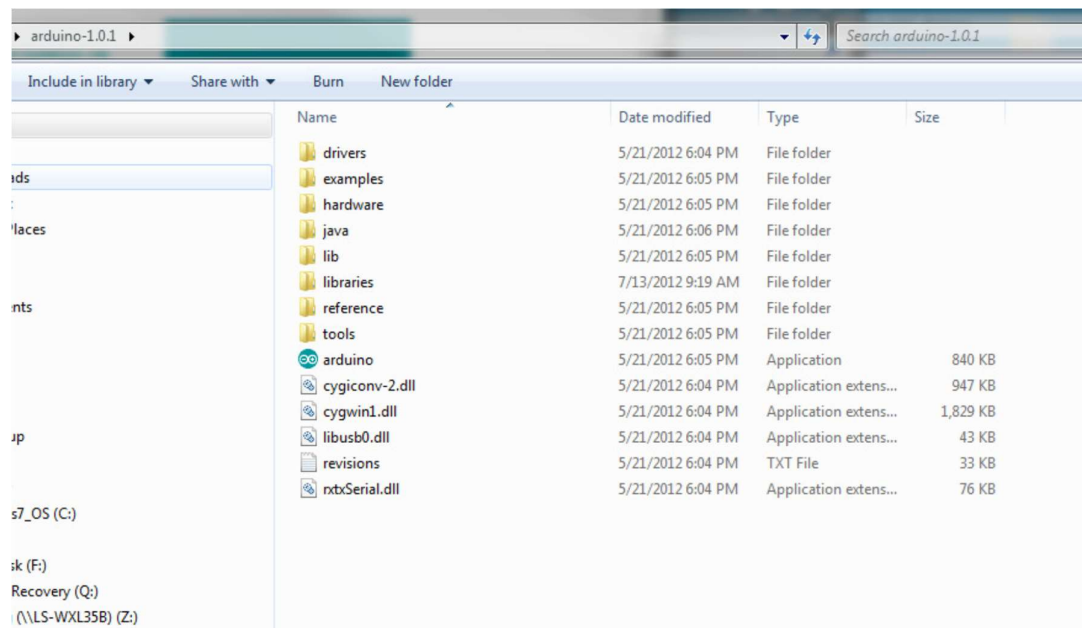 arduino-1.0.1
Search arduino-1.0.1
Include in library Share with Burn New folder
Name Date modified Type Size
drivers 5/21/2012 6:04 PM File folder
ads
examples 5/21/2012 6:05 PM File folder
hardware 5/21/2012 6:05 PM File folder
Places
java 5/21/2012 6:06 PM File folder
lib 5/21/2012 6:05 PM File folder
libraries 7/13/2012 9:19 AM File folder
ents
reference 5/21/2012 6:05 PM File folder
tools 5/21/2012 6:05 PM File folder
arduino 5/21/2012 6:05 PM Application 840 KB
cygiconv-2.dll 5/21/2012 6:04 PM Application extens... 947 KB
cygwin1.dll 5/21/2012 6:04 PM Application extens... 1,829 KB
up
libusb0.dll 5/21/2012 6:04 PM Application extens... 43 KB
revisions 5/21/2012 6:04 PM TXT File 33 KB
rxtxSerial.dll 5/21/2012 6:04 PM Application extens... 76 KB
s7_OS (C:)
sk (F:)
Recovery (Q:)
(\\LS-WXL35B) (Z:)